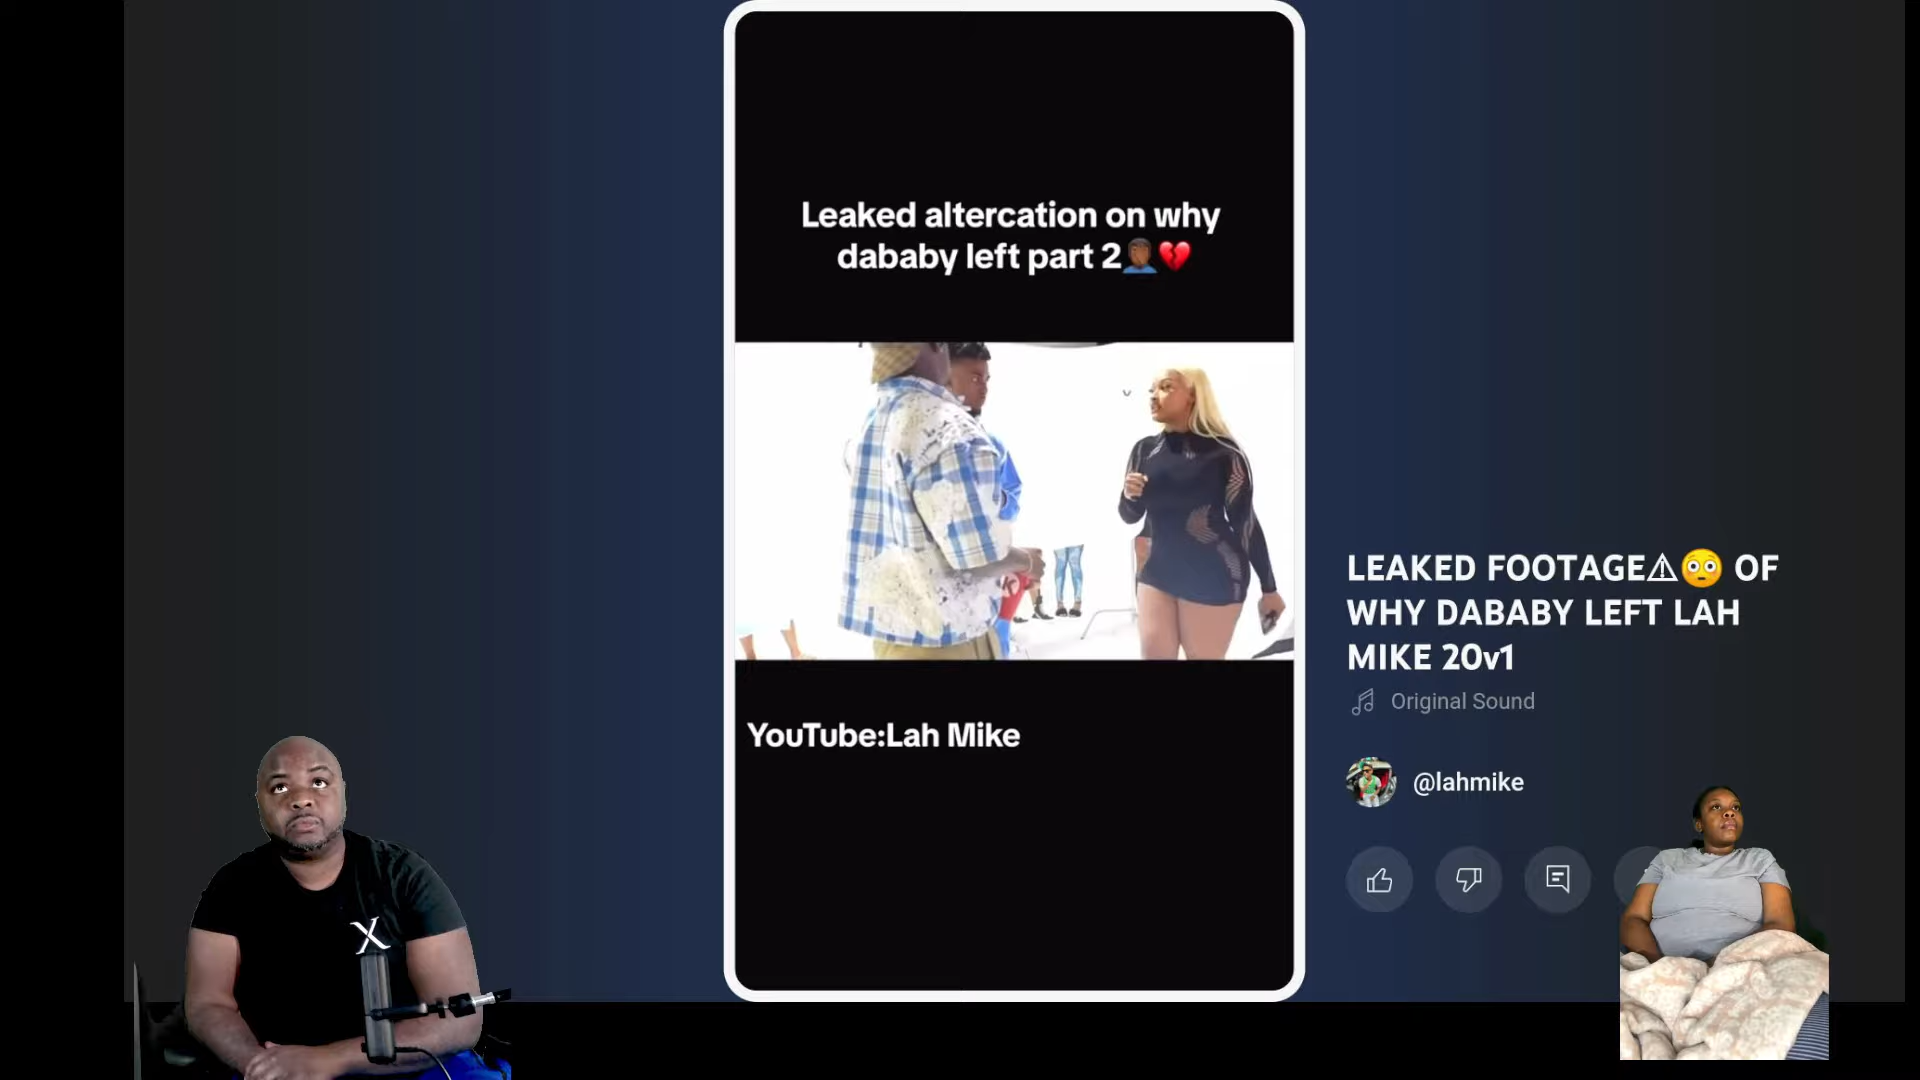 Leaked altercation on why
dababy left part 2🤦🏾‍♂️💔
YouTube:Lah Mike
LEAKED FOOTAGE⚠😳 OF
WHY DABABY LEFT LAH
MIKE 20v1
Original Sound
@lahmike
X
K